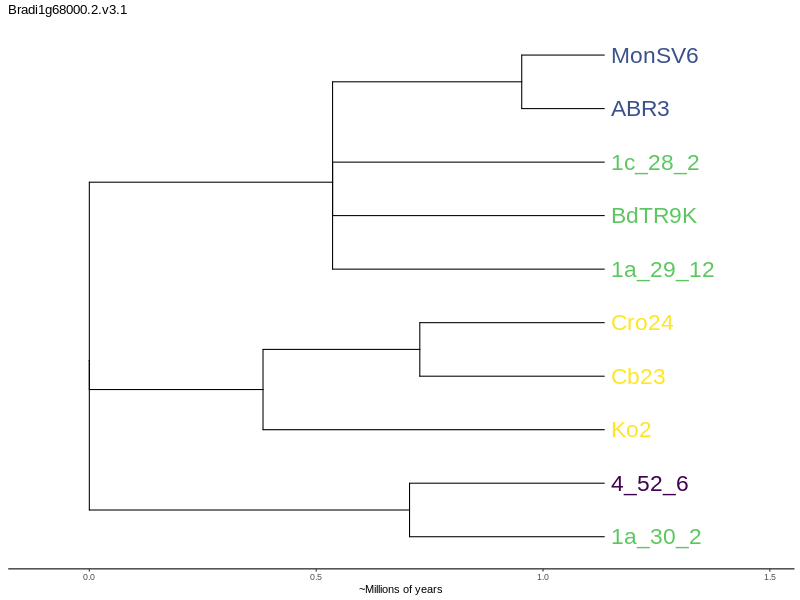 Bradi1g68000.2.v3.1
MonSV6
ABR3
1c_28_2
BdTR9K
1a_29_12
Cro24
Cb23
Ko2
4_52_6
1a_30_2
0.0 0.5 1.0 1.5
~Millions of years